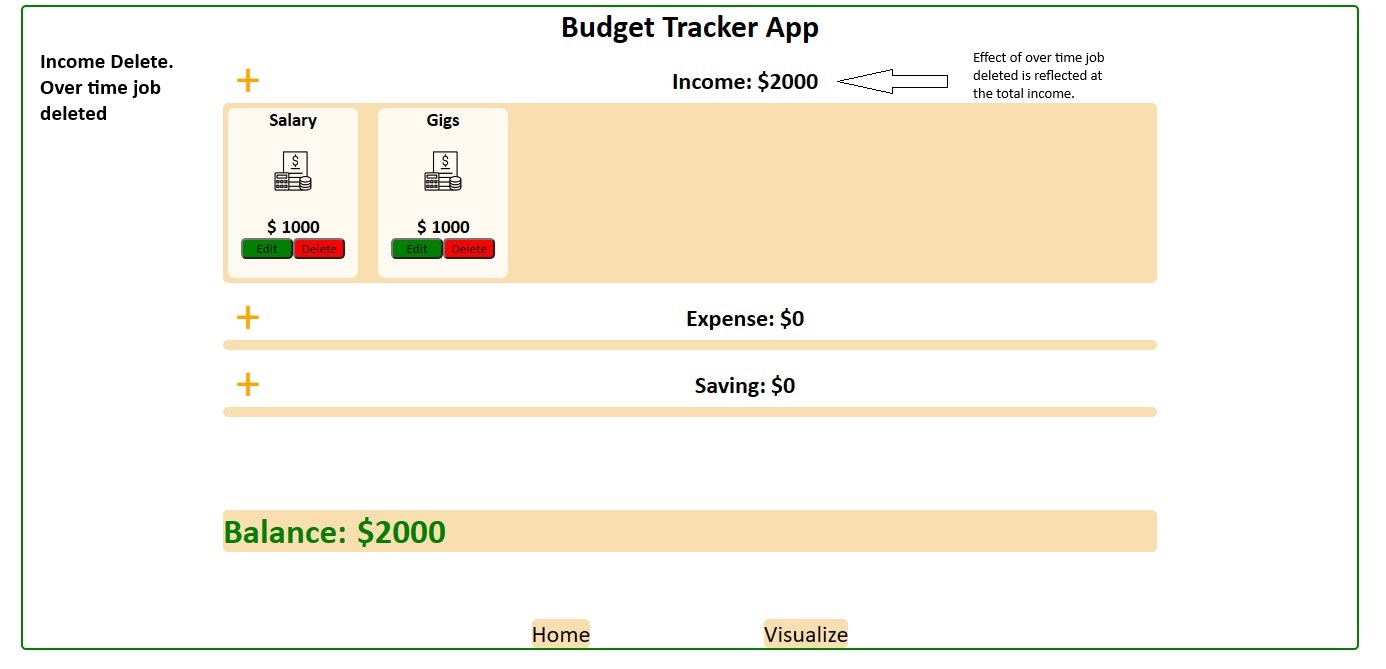 Budget Tracker App
Income Delete.
Over time job
deleted
+
Income: $2000
Effect of over time job
deleted is reflected at
the total income.
Salary
$
$ 1000
Edit
Delete
Gigs
$
$ 1000
Edit
Delete
+
Expense: $0
+
Saving: $0
Balance: $2000
Home
Visualize